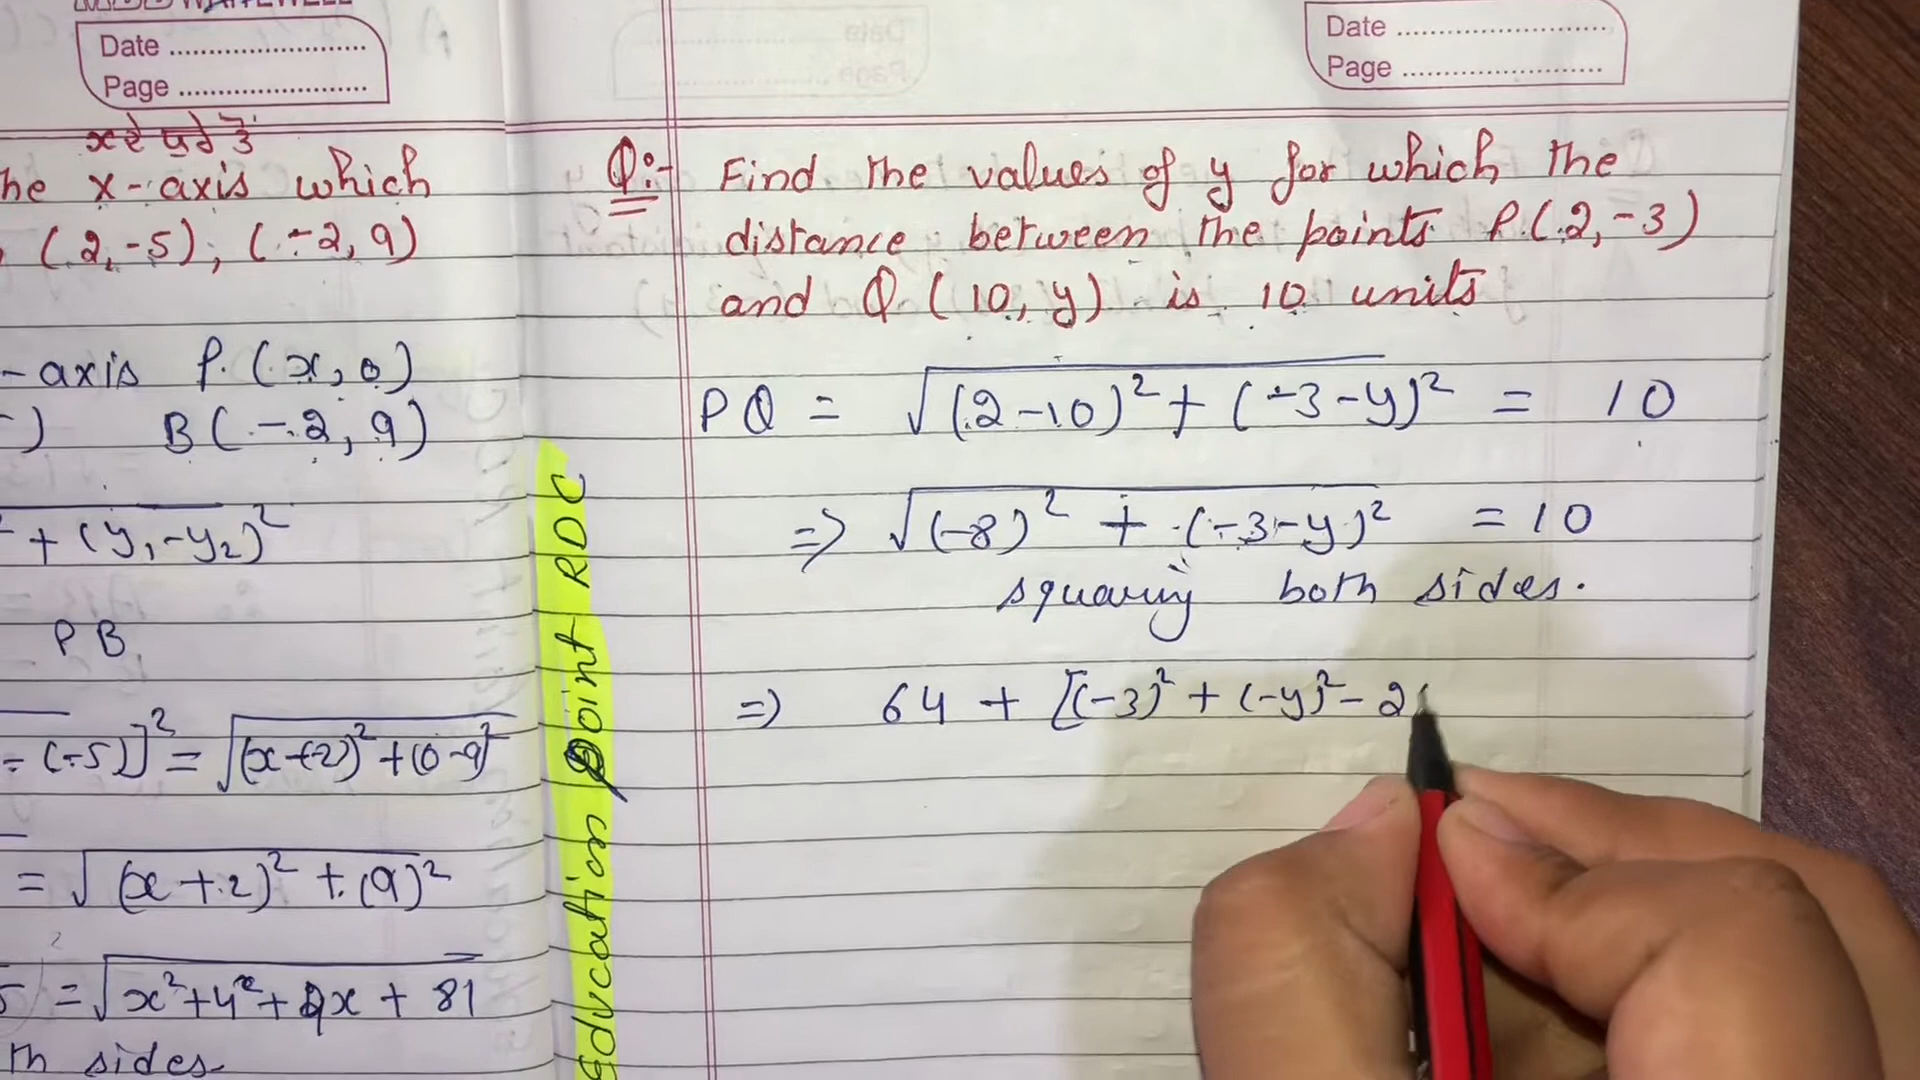 Date
Page
he x-axis which
(2,-5), (-2,9)
-axis P.(x,0)
) B(-2,9)
+(y₁-y₂)²
PB
-(-5)]² = √(x-(-2))²+(0-9)²
= √(x+2)²+(9)²
= √x²+4+4x+81
th sides
Education Point RDC
Date
Page
Q:- Find the values of y for which the
distance between the points P(2,-3)
and Q (10,y) is 10 units
PQ = √(2-10)²+(-3-y)² = 10
=> √(-8)² + (-3-y)² = 10
squaring both sides.
=> 64 + [(-3)² + (-y)² - 2